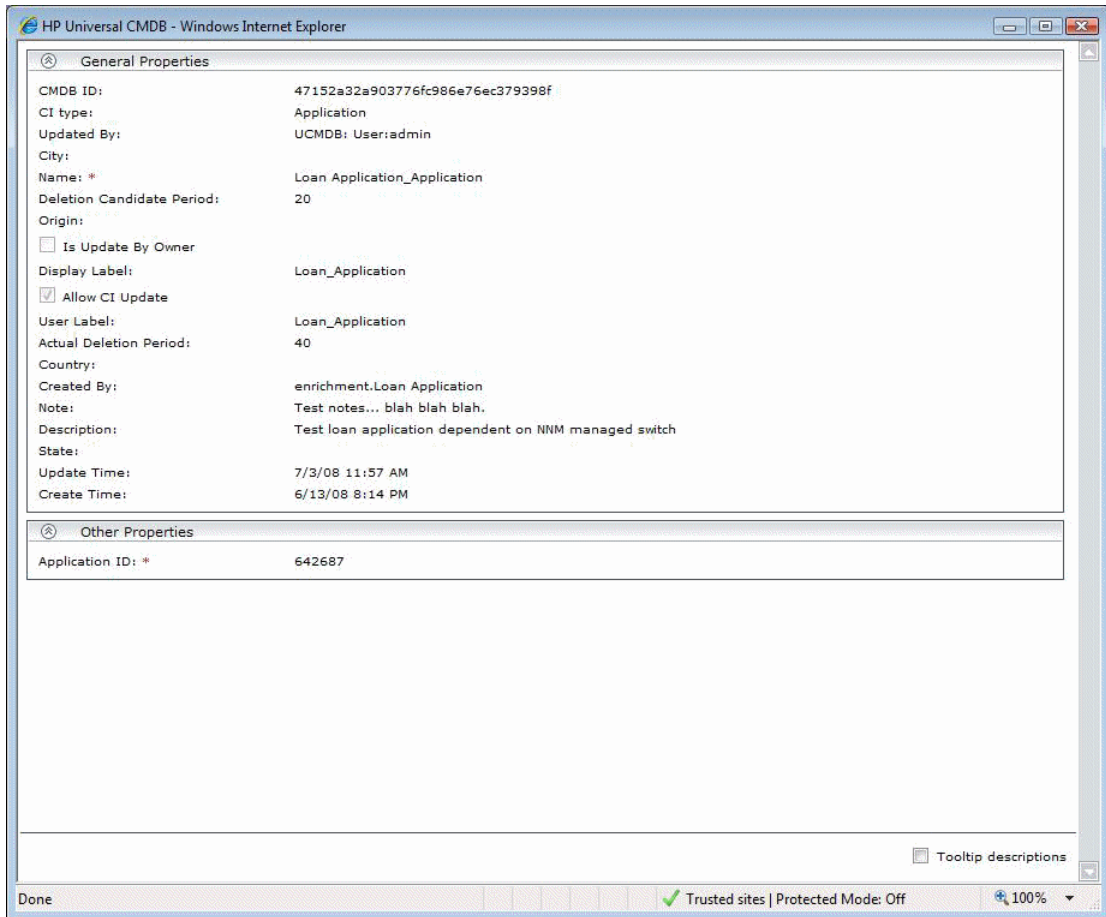 HP Universal CMDB - Windows Internet Explorer
General Properties
CMDB ID: 47152a32a903776fc986e76ec379398f
CI type: Application
Updated By: UCMDB: User:admin
City:
Name: * Loan Application_Application
Deletion Candidate Period: 20
Origin:
Is Update By Owner
Display Label: Loan_Application
Allow CI Update
User Label: Loan_Application
Actual Deletion Period: 40
Country:
Created By: enrichment.Loan Application
Note: Test notes... blah blah blah.
Description: Test loan application dependent on NNM managed switch
State:
Update Time: 7/3/08 11:57 AM
Create Time: 6/13/08 8:14 PM
Other Properties
Application ID: * 642687
Tooltip descriptions
Done Trusted sites | Protected Mode: Off 100%